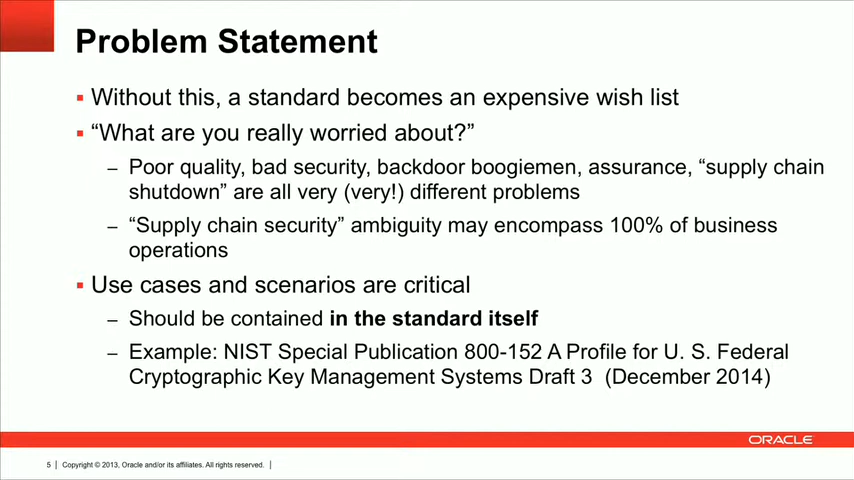 Problem Statement
Without this, a standard becomes an expensive wish list
“What are you really worried about?”
– Poor quality, bad security, backdoor boogiemen, assurance, “supply chain
shutdown” are all very (very!) different problems
– “Supply chain security” ambiguity may encompass 100% of business
operations
Use cases and scenarios are critical
– Should be contained in the standard itself
– Example: NIST Special Publication 800-152 A Profile for U. S. Federal
Cryptographic Key Management Systems Draft 3 (December 2014)
ORACLE
5 | Copyright © 2013, Oracle and/or its affiliates. All rights reserved. |